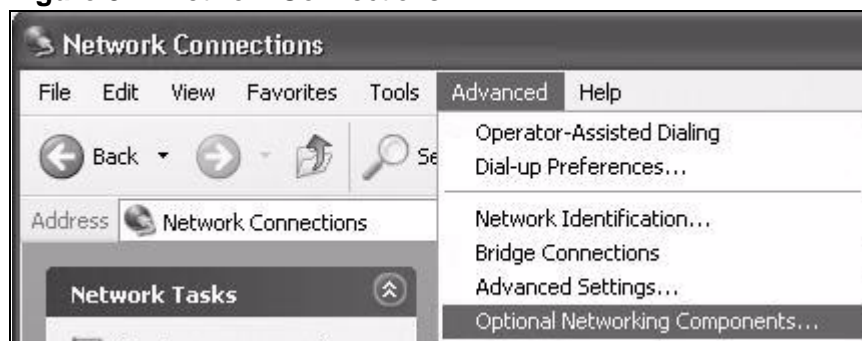 Network Connections
File Edit View Favorites Tools Advanced Help
Back
Operator-Assisted Dialing
Dial-up Preferences...
Address Network Connections
Network Identification...
Bridge Connections
Advanced Settings...
Optional Networking Components...
Network Tasks